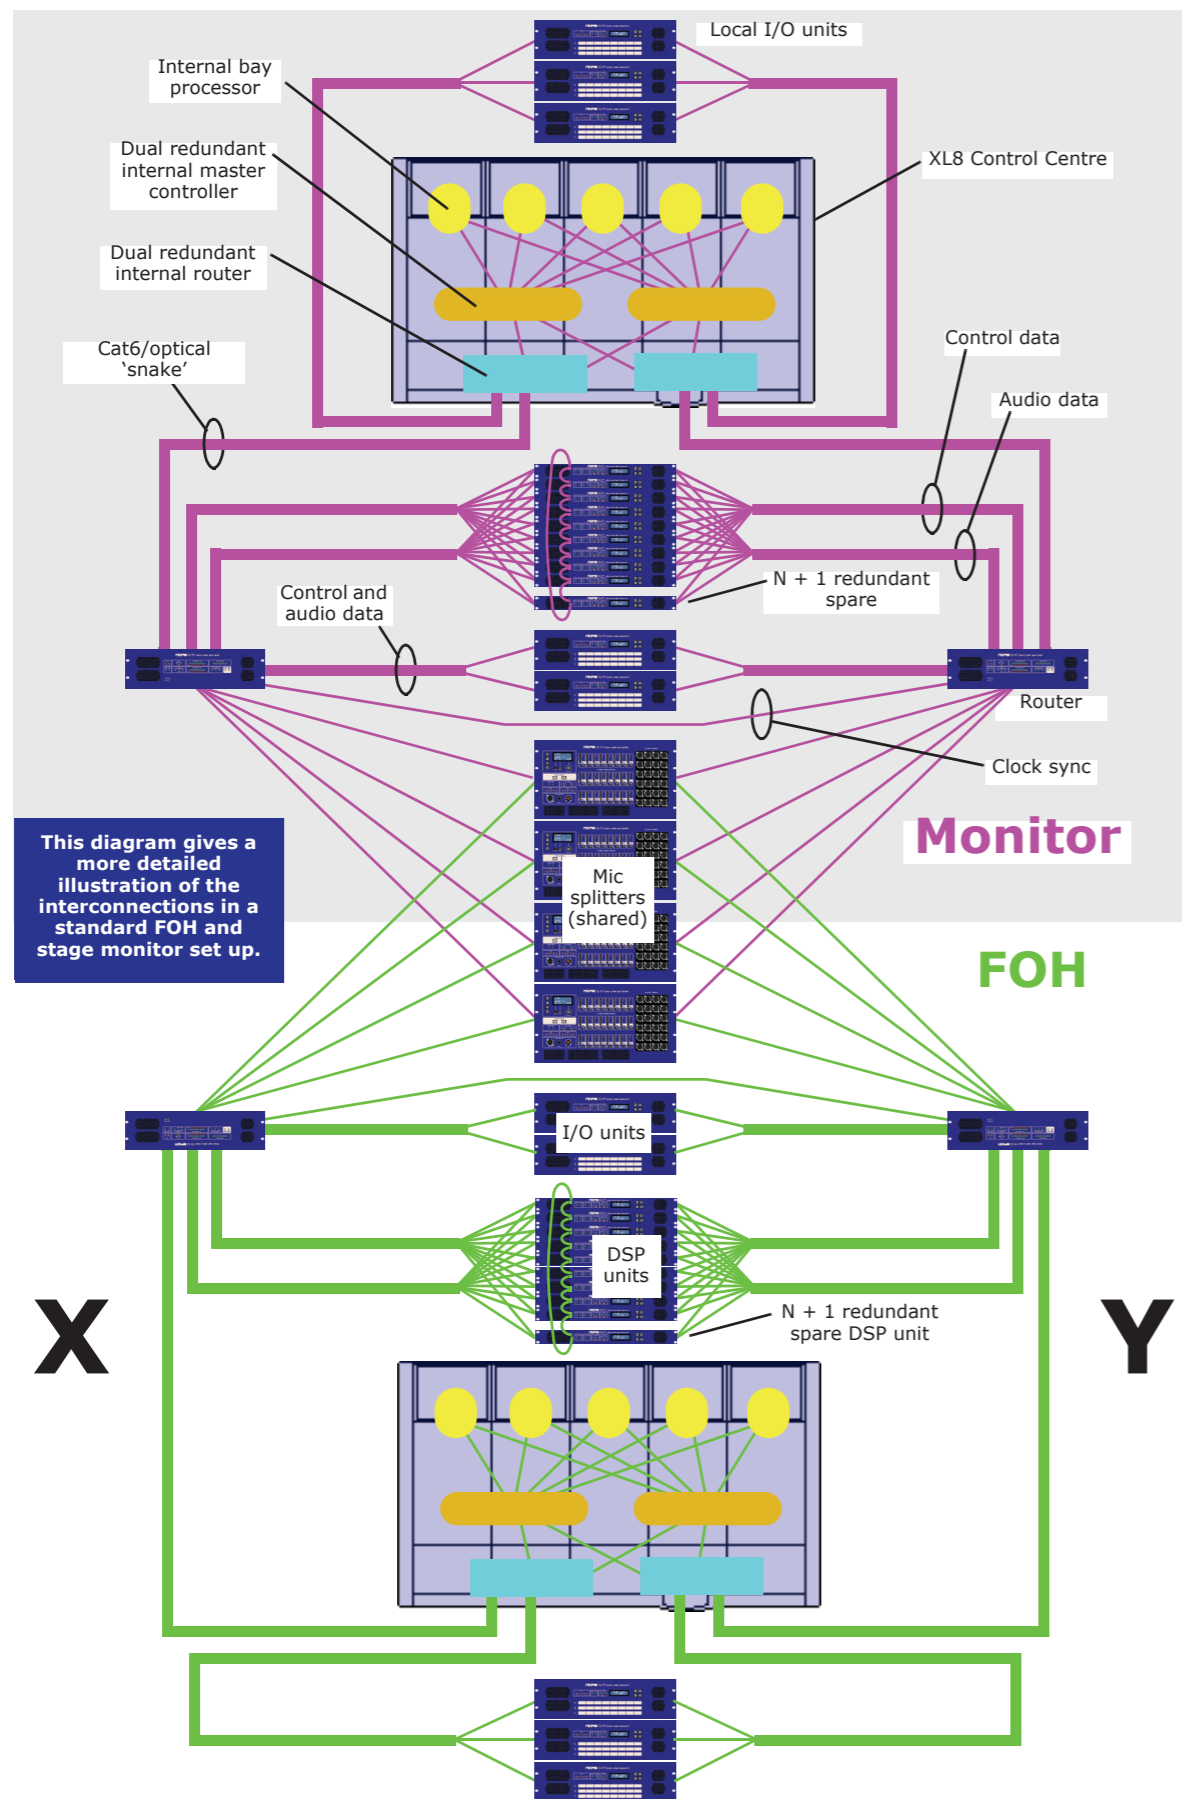 Local I/O units
Internal bay
processor
Dual redundant
internal master
controller
XL8 Control Centre
Dual redundant
internal router
Cat6/optical
‘snake’
Control data
Audio data
N + 1 redundant
spare
Control and
audio data
Router
Clock sync
Monitor
This diagram gives a
more detailed
illustration of the
interconnections in a
standard FOH and
stage monitor set up.
Mic
splitters
(shared)
FOH
I/O units
DSP
units
X
Y
N + 1 redundant
spare DSP unit